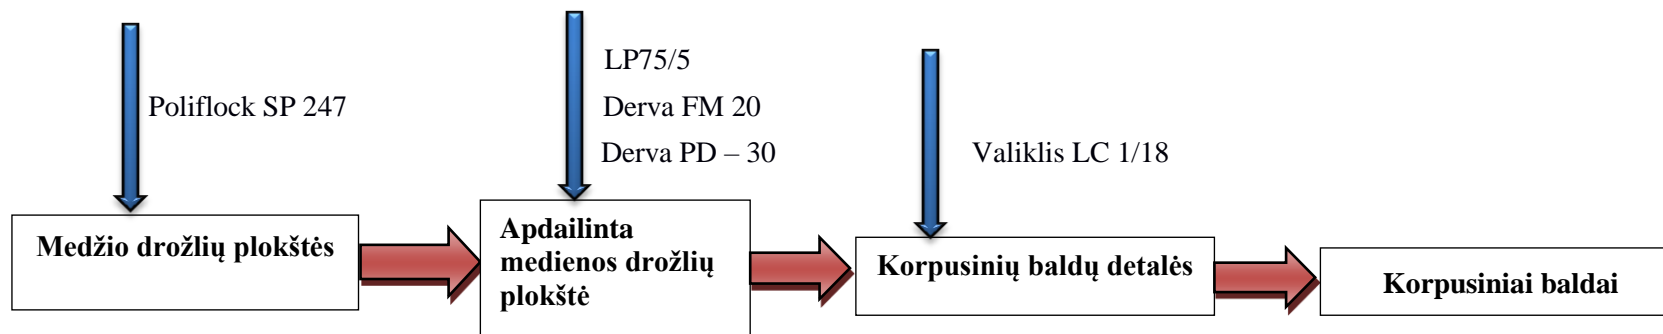 LP75/5
Poliflock SP 247
Derva FM 20
Derva PD – 30
Valiklis LC 1/18
Medžio drožlių plokštės
Apdailinta
medienos drožlių
plokštė
Korpusinių baldų detalės
Korpusiniai baldai